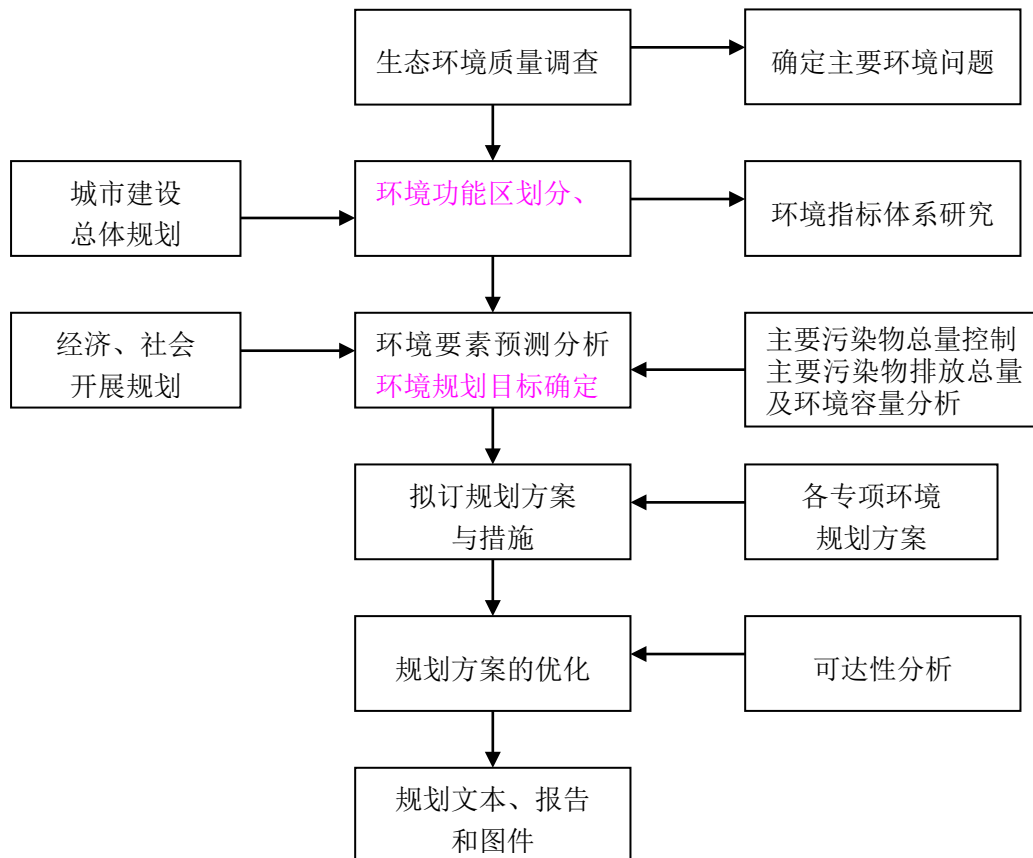 生态环境质量调查
确定主要环境问题
城市建设
总体规划
环境功能区划分、
环境指标体系研究
经济、社会
开展规划
环境要素预测分析
环境规划目标确定
主要污染物总量控制
主要污染物排放总量
及环境容量分析
拟订规划方案
与措施
各专项环境
规划方案
规划方案的优化
可达性分析
规划文本、报告
和图件